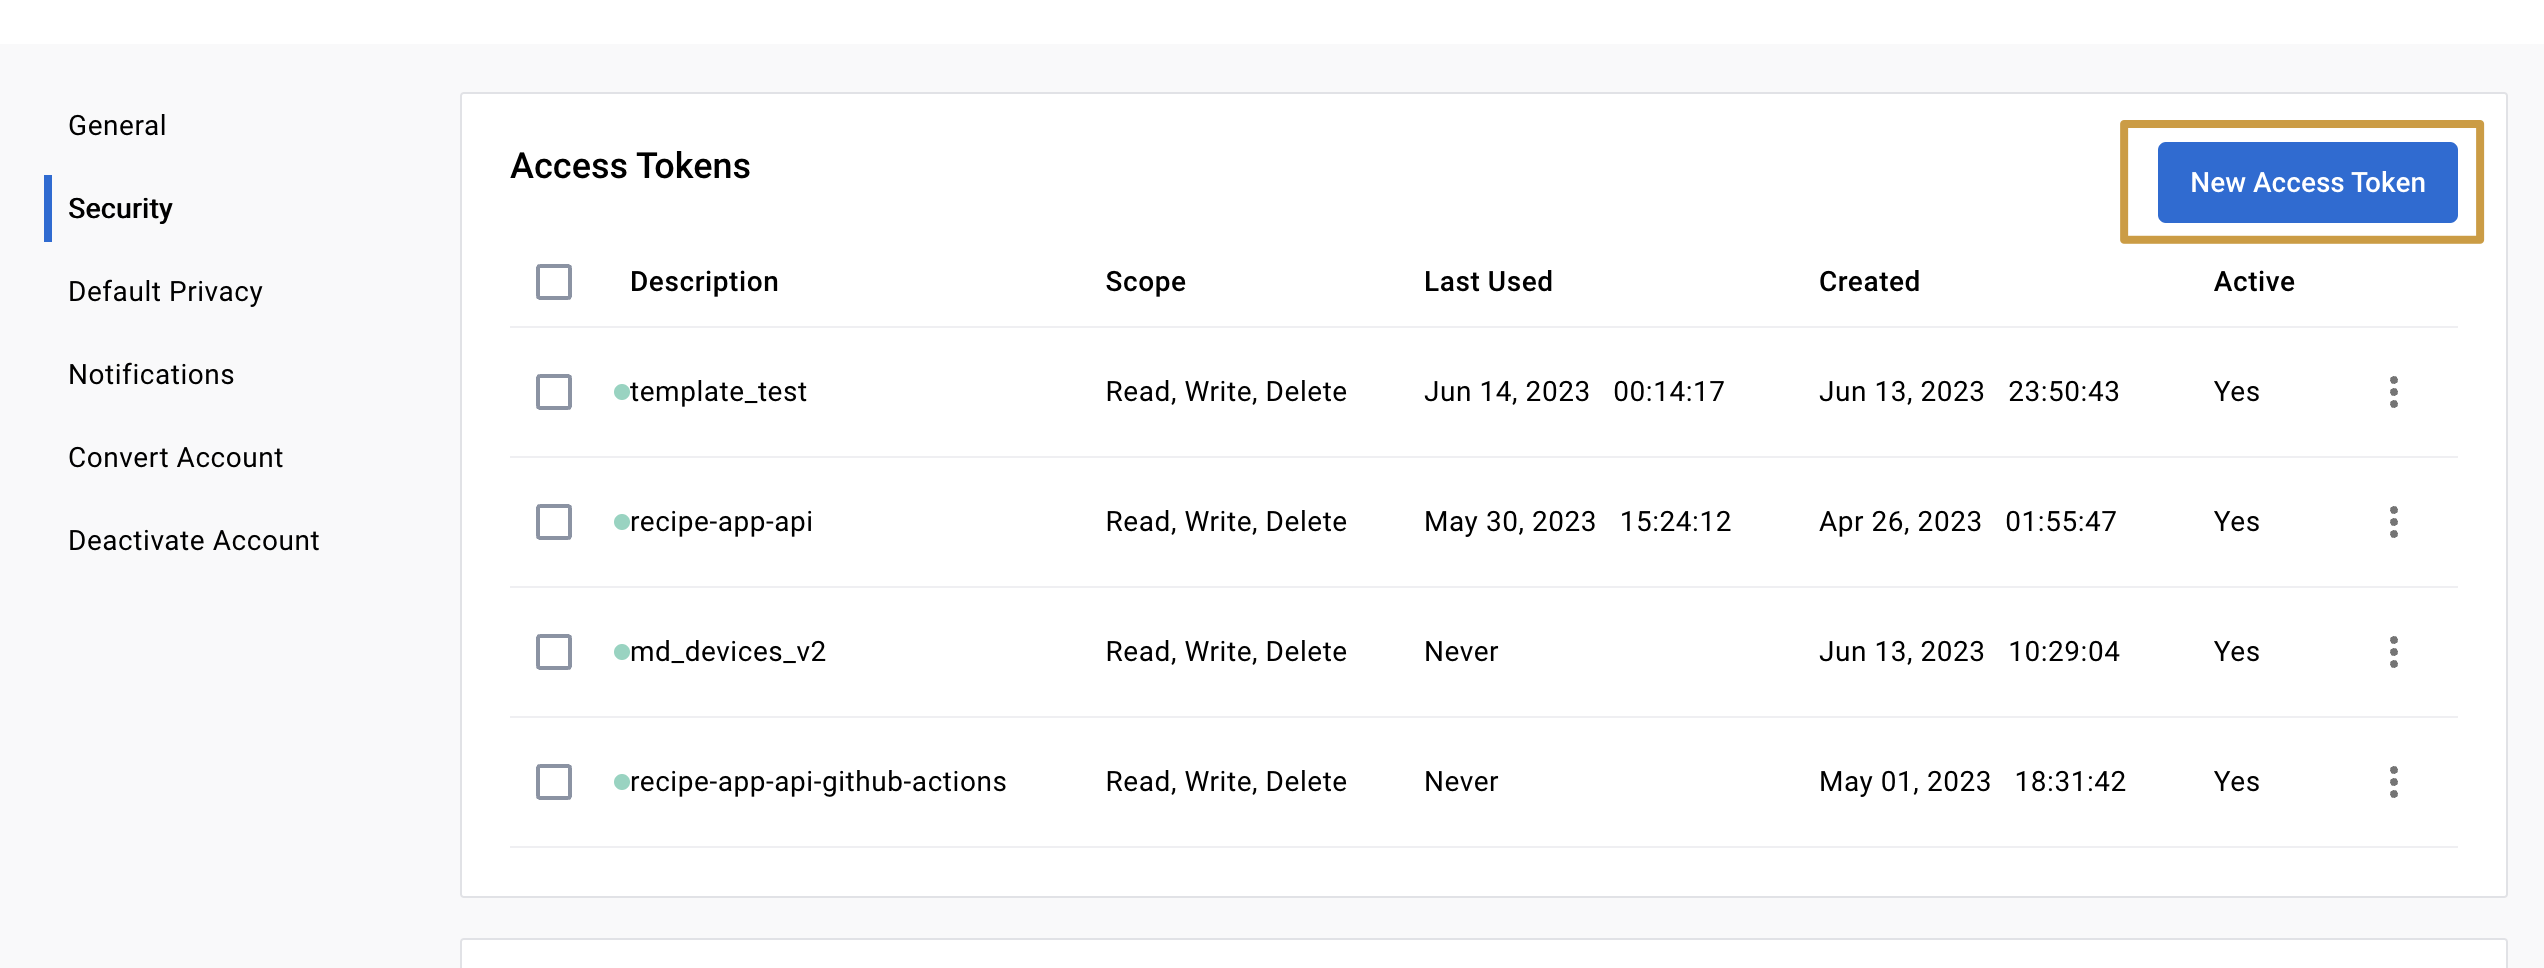 General
Security
Default Privacy
Notifications
Convert Account
Deactivate Account
Access Tokens
New Access Token
Description Scope Last Used Created Active
template_test Read, Write, Delete Jun 14, 2023 00:14:17 Jun 13, 2023 23:50:43 Yes
recipe-app-api Read, Write, Delete May 30, 2023 15:24:12 Apr 26, 2023 01:55:47 Yes
md_devices_v2 Read, Write, Delete Never Jun 13, 2023 10:29:04 Yes
recipe-app-api-github-actions Read, Write, Delete Never May 01, 2023 18:31:42 Yes